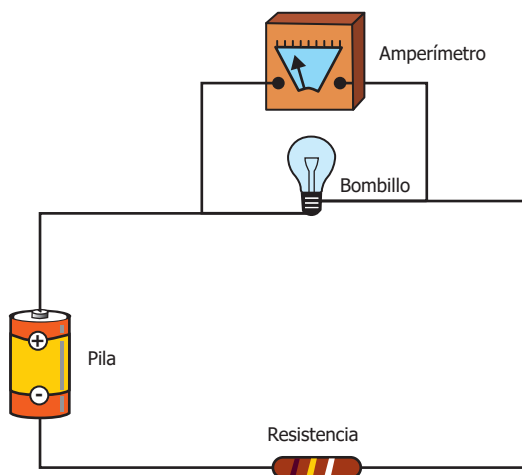 Amperímetro
Bombillo
+
Pila
-
Resistencia